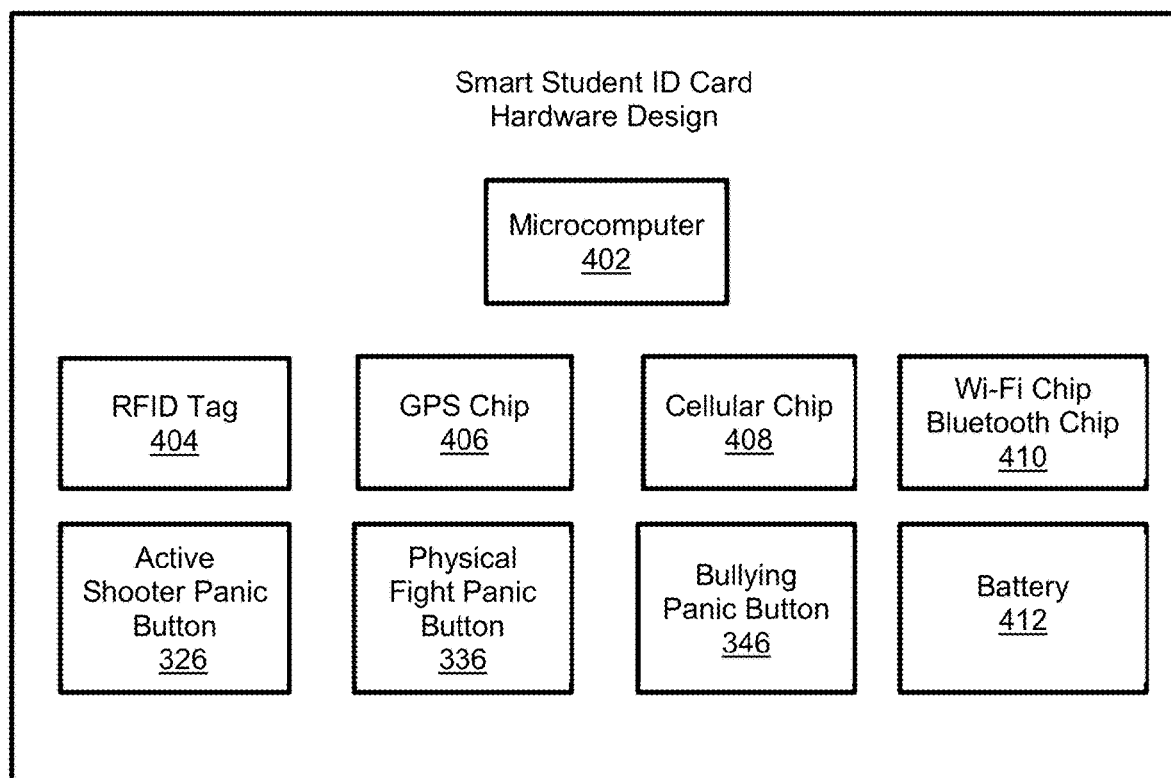 Smart Student ID Card
Hardware Design
Microcomputer
402
RFID Tag
404
GPS Chip
406
Cellular Chip
408
Wi-Fi Chip
Bluetooth Chip
410
Active
Shooter Panic
Button
326
Physical
Fight Panic
Button
336
Bullying
Panic Button
346
Battery
412